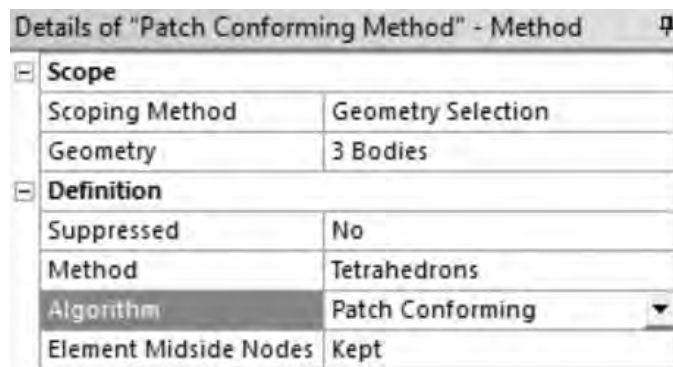 Details of "Patch Conforming Method" - Method
Scope
Scoping Method Geometry Selection
Geometry 3 Bodies
Definition
Suppressed No
Method Tetrahedrons
Algorithm Patch Conforming
Element Midside Nodes Kept